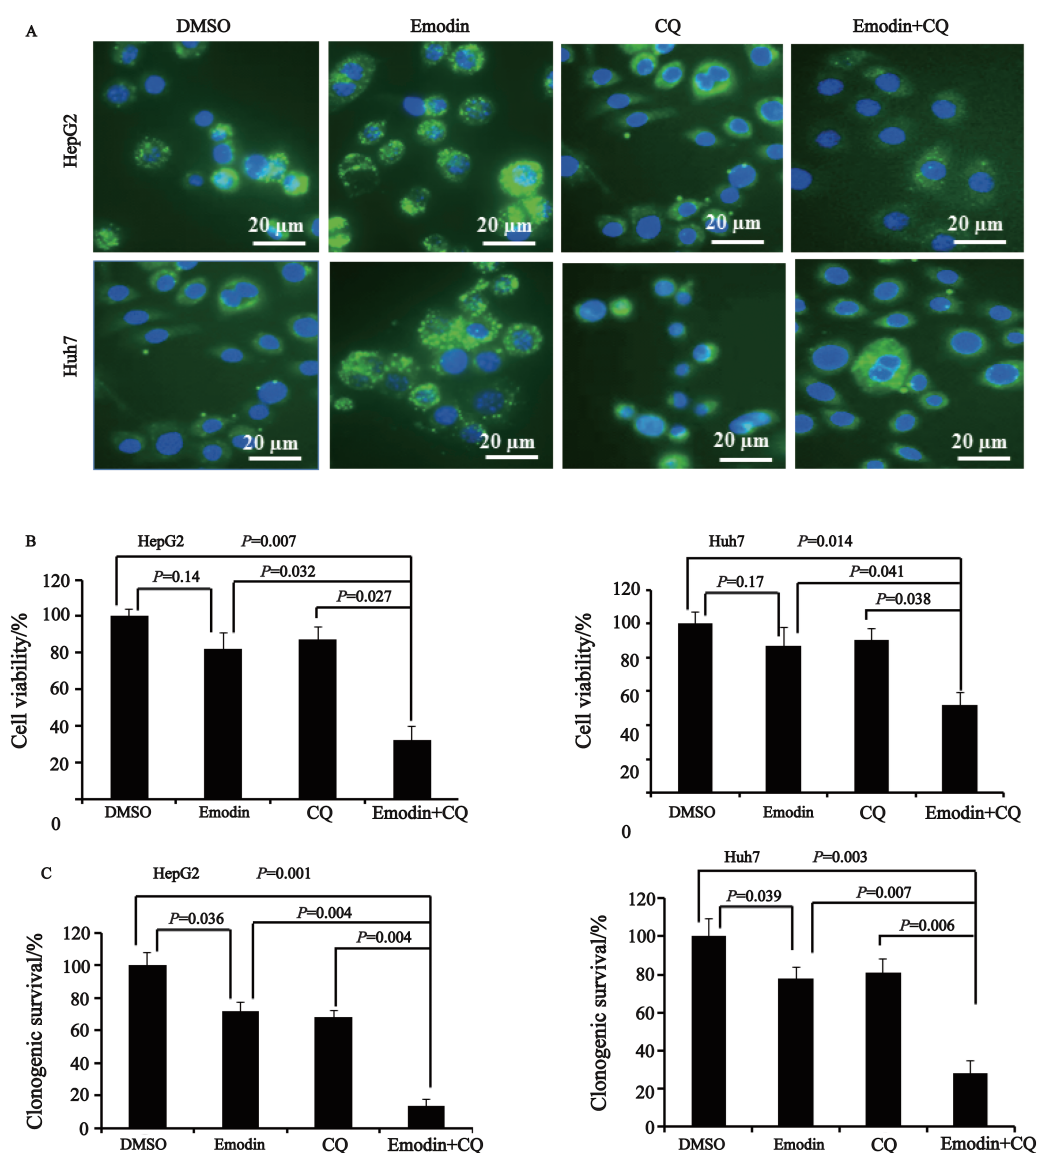 A
DMSO Emodin CQ Emodin+CQ
HepG2
20 µm 20 µm 20 µm 20 µm
Huh7
20 µm 20 µm 20 µm 20 µm
B
HepG2 P=0.007
P=0.14 P=0.032
P=0.027
Cell viability/%
120
100
80
60
40
20
0
DMSO Emodin CQ Emodin+CQ
Huh7 P=0.014
P=0.17 P=0.041
P=0.038
Cell viability/%
120
100
80
60
40
20
0
DMSO Emodin CQ Emodin+CQ
C
HepG2 P=0.001
P=0.036 P=0.004
P=0.004
Clonogenic survival/%
120
100
80
60
40
20
0
DMSO Emodin CQ Emodin+CQ
Huh7 P=0.003
P=0.039 P=0.007
P=0.006
Clonogenic survival/%
120
100
80
60
40
20
0
DMSO Emodin CQ Emodin+CQ